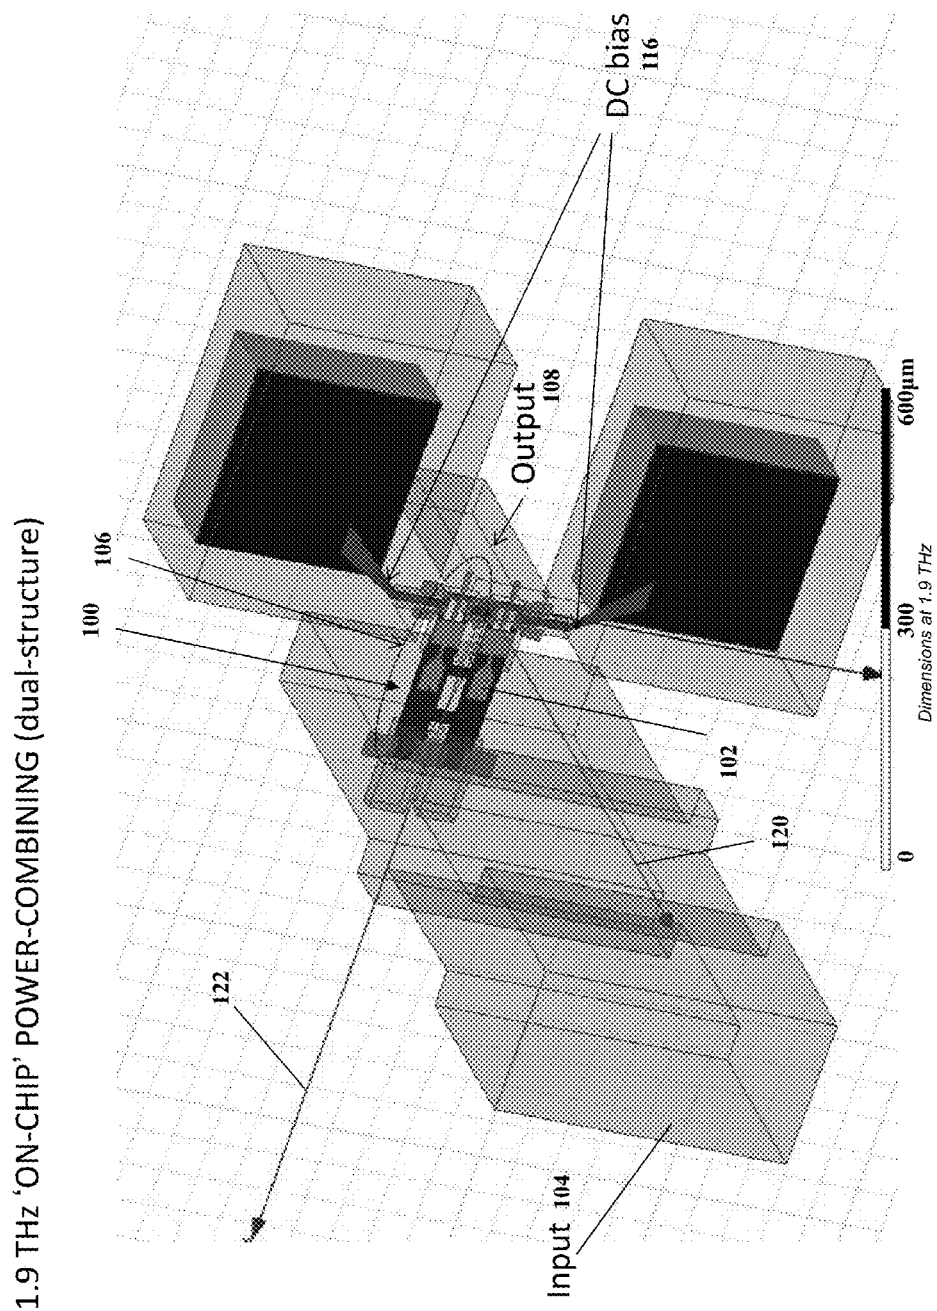 1.9 THz ‘ON-CHIP’ POWER-COMBINING (dual-structure)
100
106
122
Output 108
DC bias
116
Input 104
102
120
0
300
600µm
Dimensions at 1.9 THz